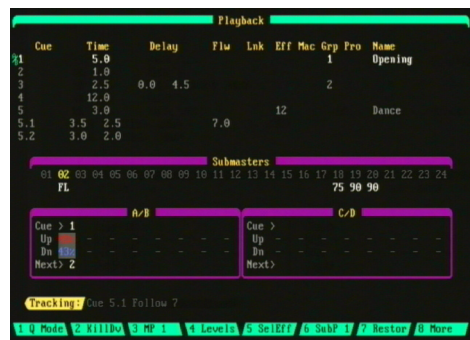 Playback
Cue Time Delay Flw Lnk Eff Mac Grp Pro Name
1 5.0 1 Opening
2 1.0
3 2.5 0.0 4.5 2
4 12.0
5 3.0 12 Dance
5.1 3.5 2.5 7.0
5.2 3.0 2.0
Submasters
01 02 03 04 05 06 07 08 09 10 11 12 13 14 15 16 17 18 19 20 21 22 23 24
FL 75 90 90
A/B C/D
Cue > 1 Cue >
Up - - - - - - Up - - - - - -
Dn 43% - - - - - - Dn - - - - - -
Next> 2 Next>
Tracking: Cue 5.1 Follow 7
1 Q Mode 2 KillDv 3 MP 1 4 Levels 5 SelEff 6 SubP 1 7 Restor 8 More